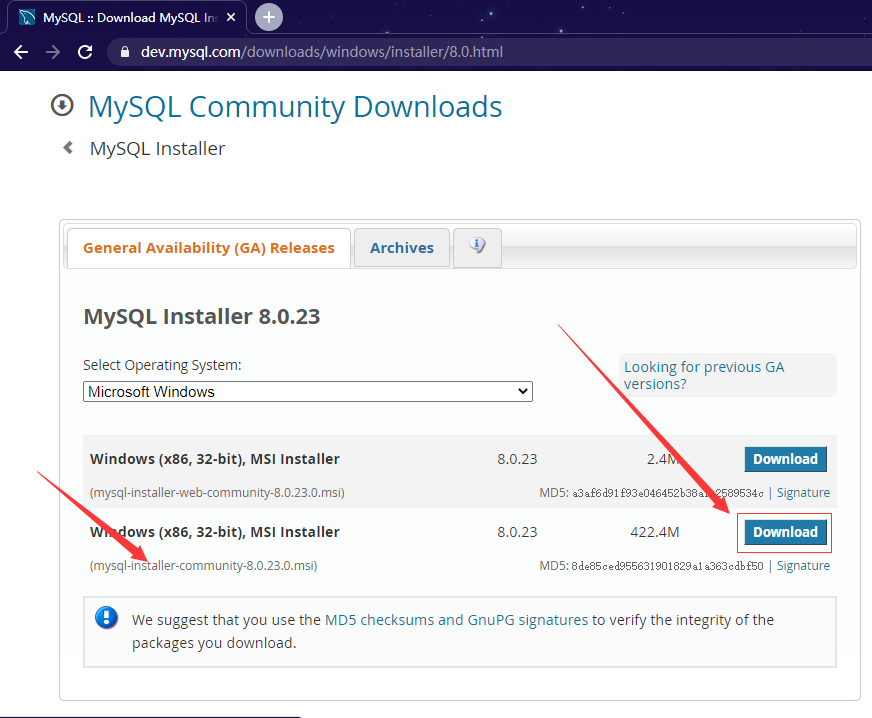 MySQL :: Download MySQL In
dev.mysql.com/downloads/windows/installer/8.0.html
MySQL Community Downloads
MySQL Installer
General Availability (GA) Releases
Archives
MySQL Installer 8.0.23
Select Operating System:
Looking for previous GA
versions?
Microsoft Windows
Windows (x86, 32-bit), MSI Installer 8.0.23 2.4M Download
(mysql-installer-web-community-8.0.23.0.msi) MD5: | Signature
Windows (x86, 32-bit), MSI Installer 8.0.23 422.4M Download
(mysql-installer-community-8.0.23.0.msi) MD5: 8de85ced955631901829a1a363cdbf50 | Signature
We suggest that you use the MD5 checksums and GnuPG signatures to verify the integrity of the
packages you download.